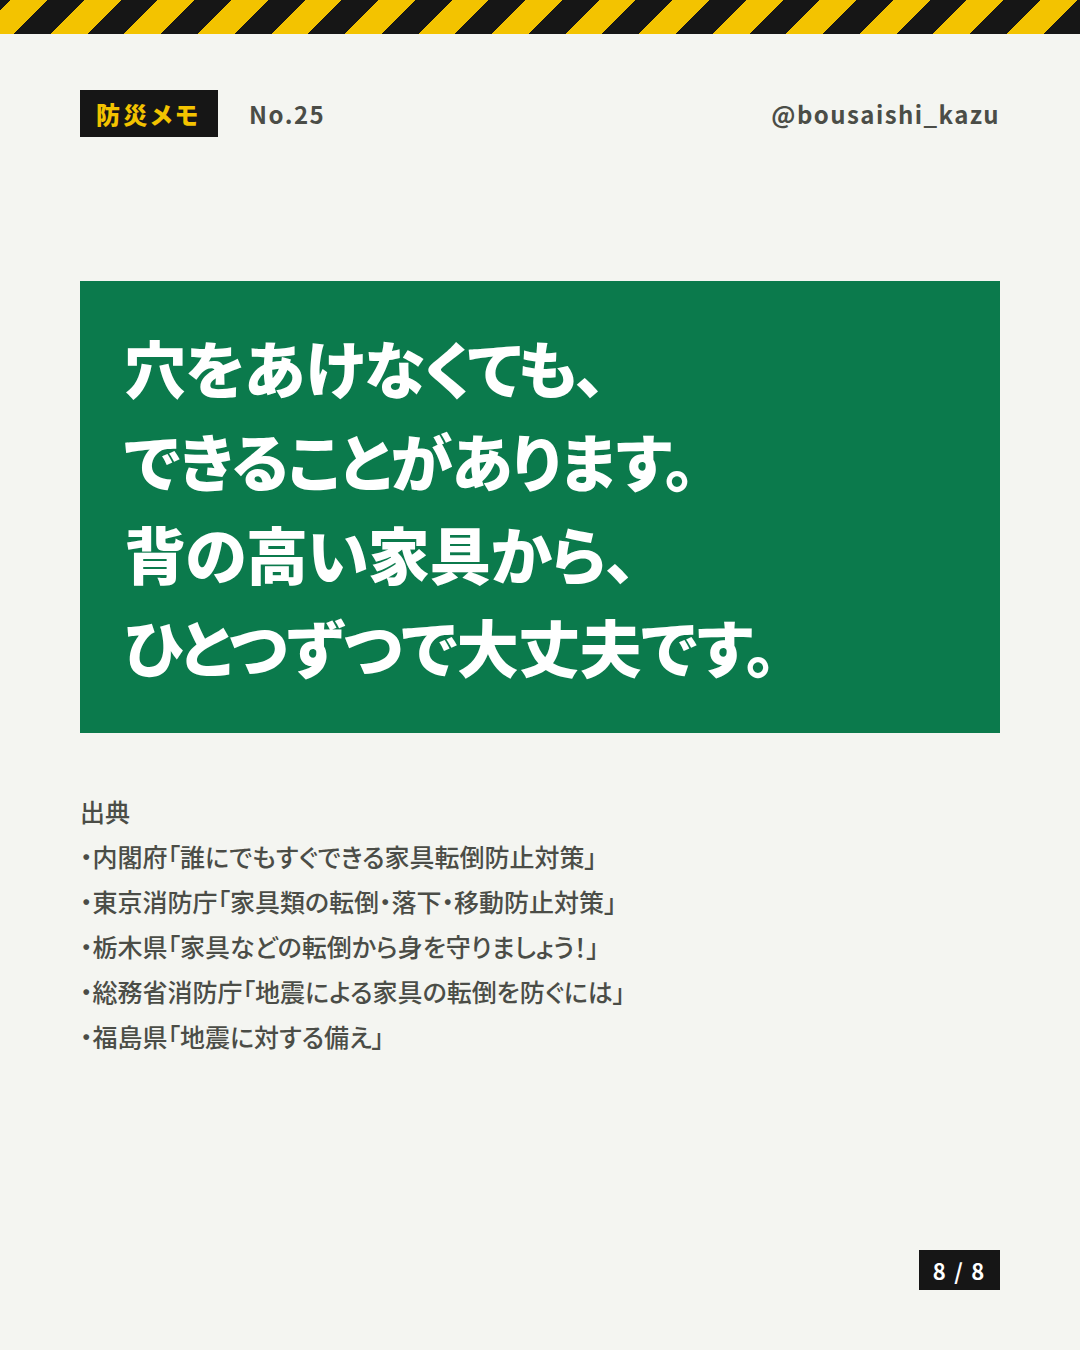 防災メモ No.25 @bousaishi_kazu
穴をあけなくても、
できることがあります。
背の高い家具から、
ひとつずつで大丈夫です。
出典
・内閣府「誰にでもすぐできる家具転倒防止対策」
・東京消防庁「家具類の転倒・落下・移動防止対策」
・栃木県「家具などの転倒から身を守りましょう！」
・総務省消防庁「地震による家具の転倒を防ぐには」
・福島県「地震に対する備え」
8 / 8